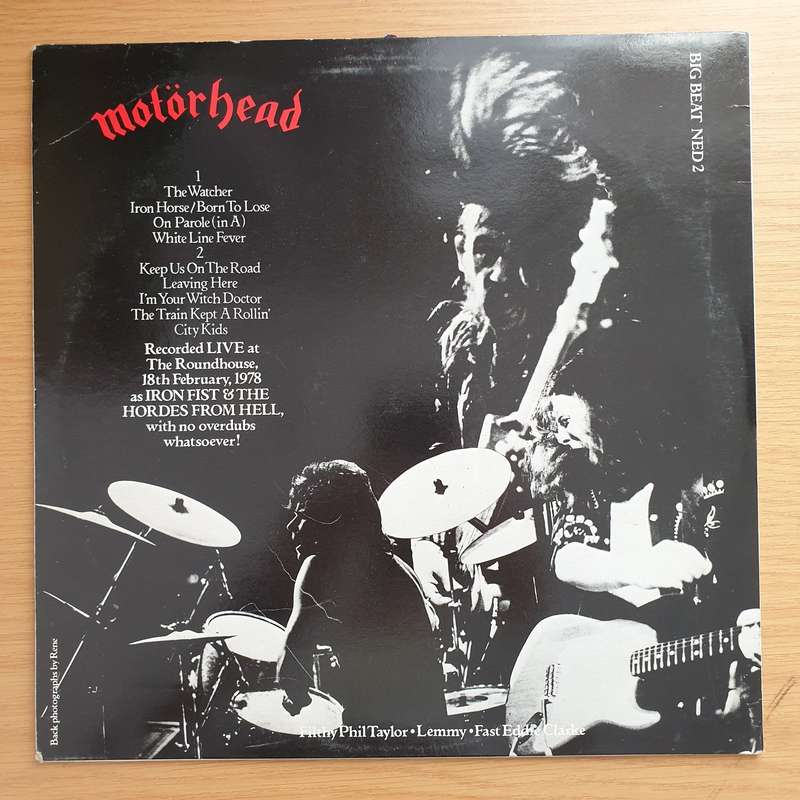 motörhead
BIG BEAT NED 2
1
The Watcher
Iron Horse/Born To Lose
On Parole (in A)
White Line Fever
2
Keep Us On The Road
Leaving Here
I'm Your Witch Doctor
The Train Kept A Rollin'
City Kids
Recorded LIVE at
The Roundhouse,
18th February, 1978
as IRON FIST & THE
HORDES FROM HELL,
with no overdubs
whatsoever!
Back photographs by Rene
Filthy Phil Taylor • Lemmy • Fast Eddie Clarke